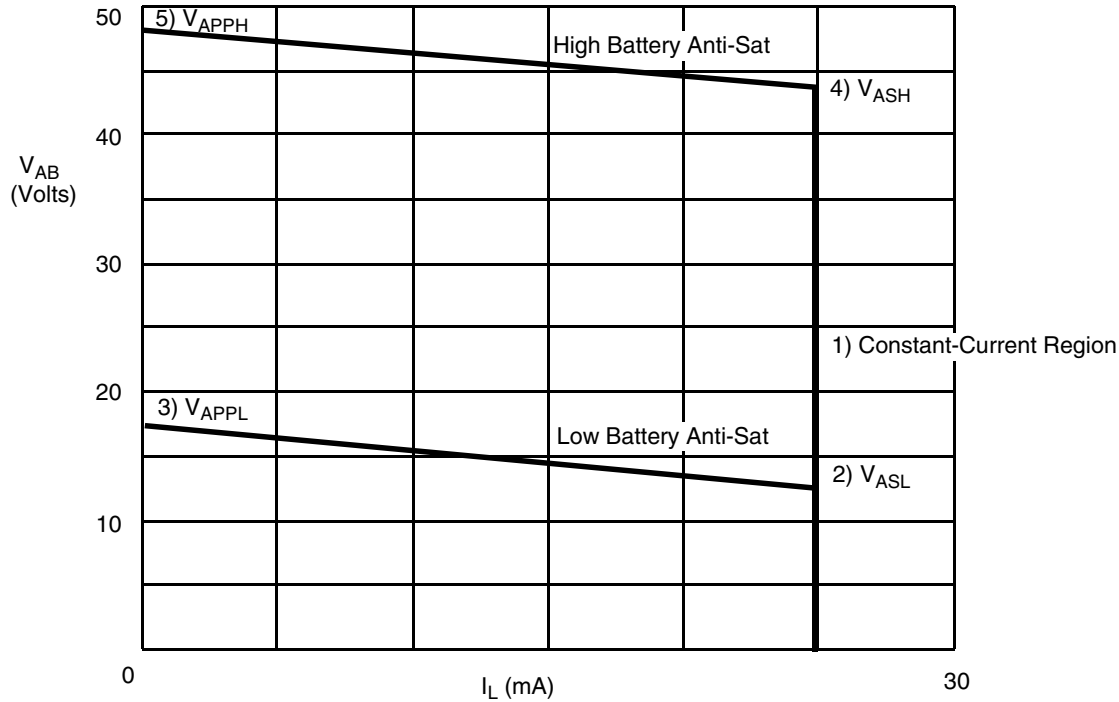 50
5) VAPPH
High Battery Anti-Sat
4) VASH
40
VAB
(Volts)
30
1) Constant-Current Region
20
3) VAPPL
Low Battery Anti-Sat
2) VASL
10
0
IL (mA)
30